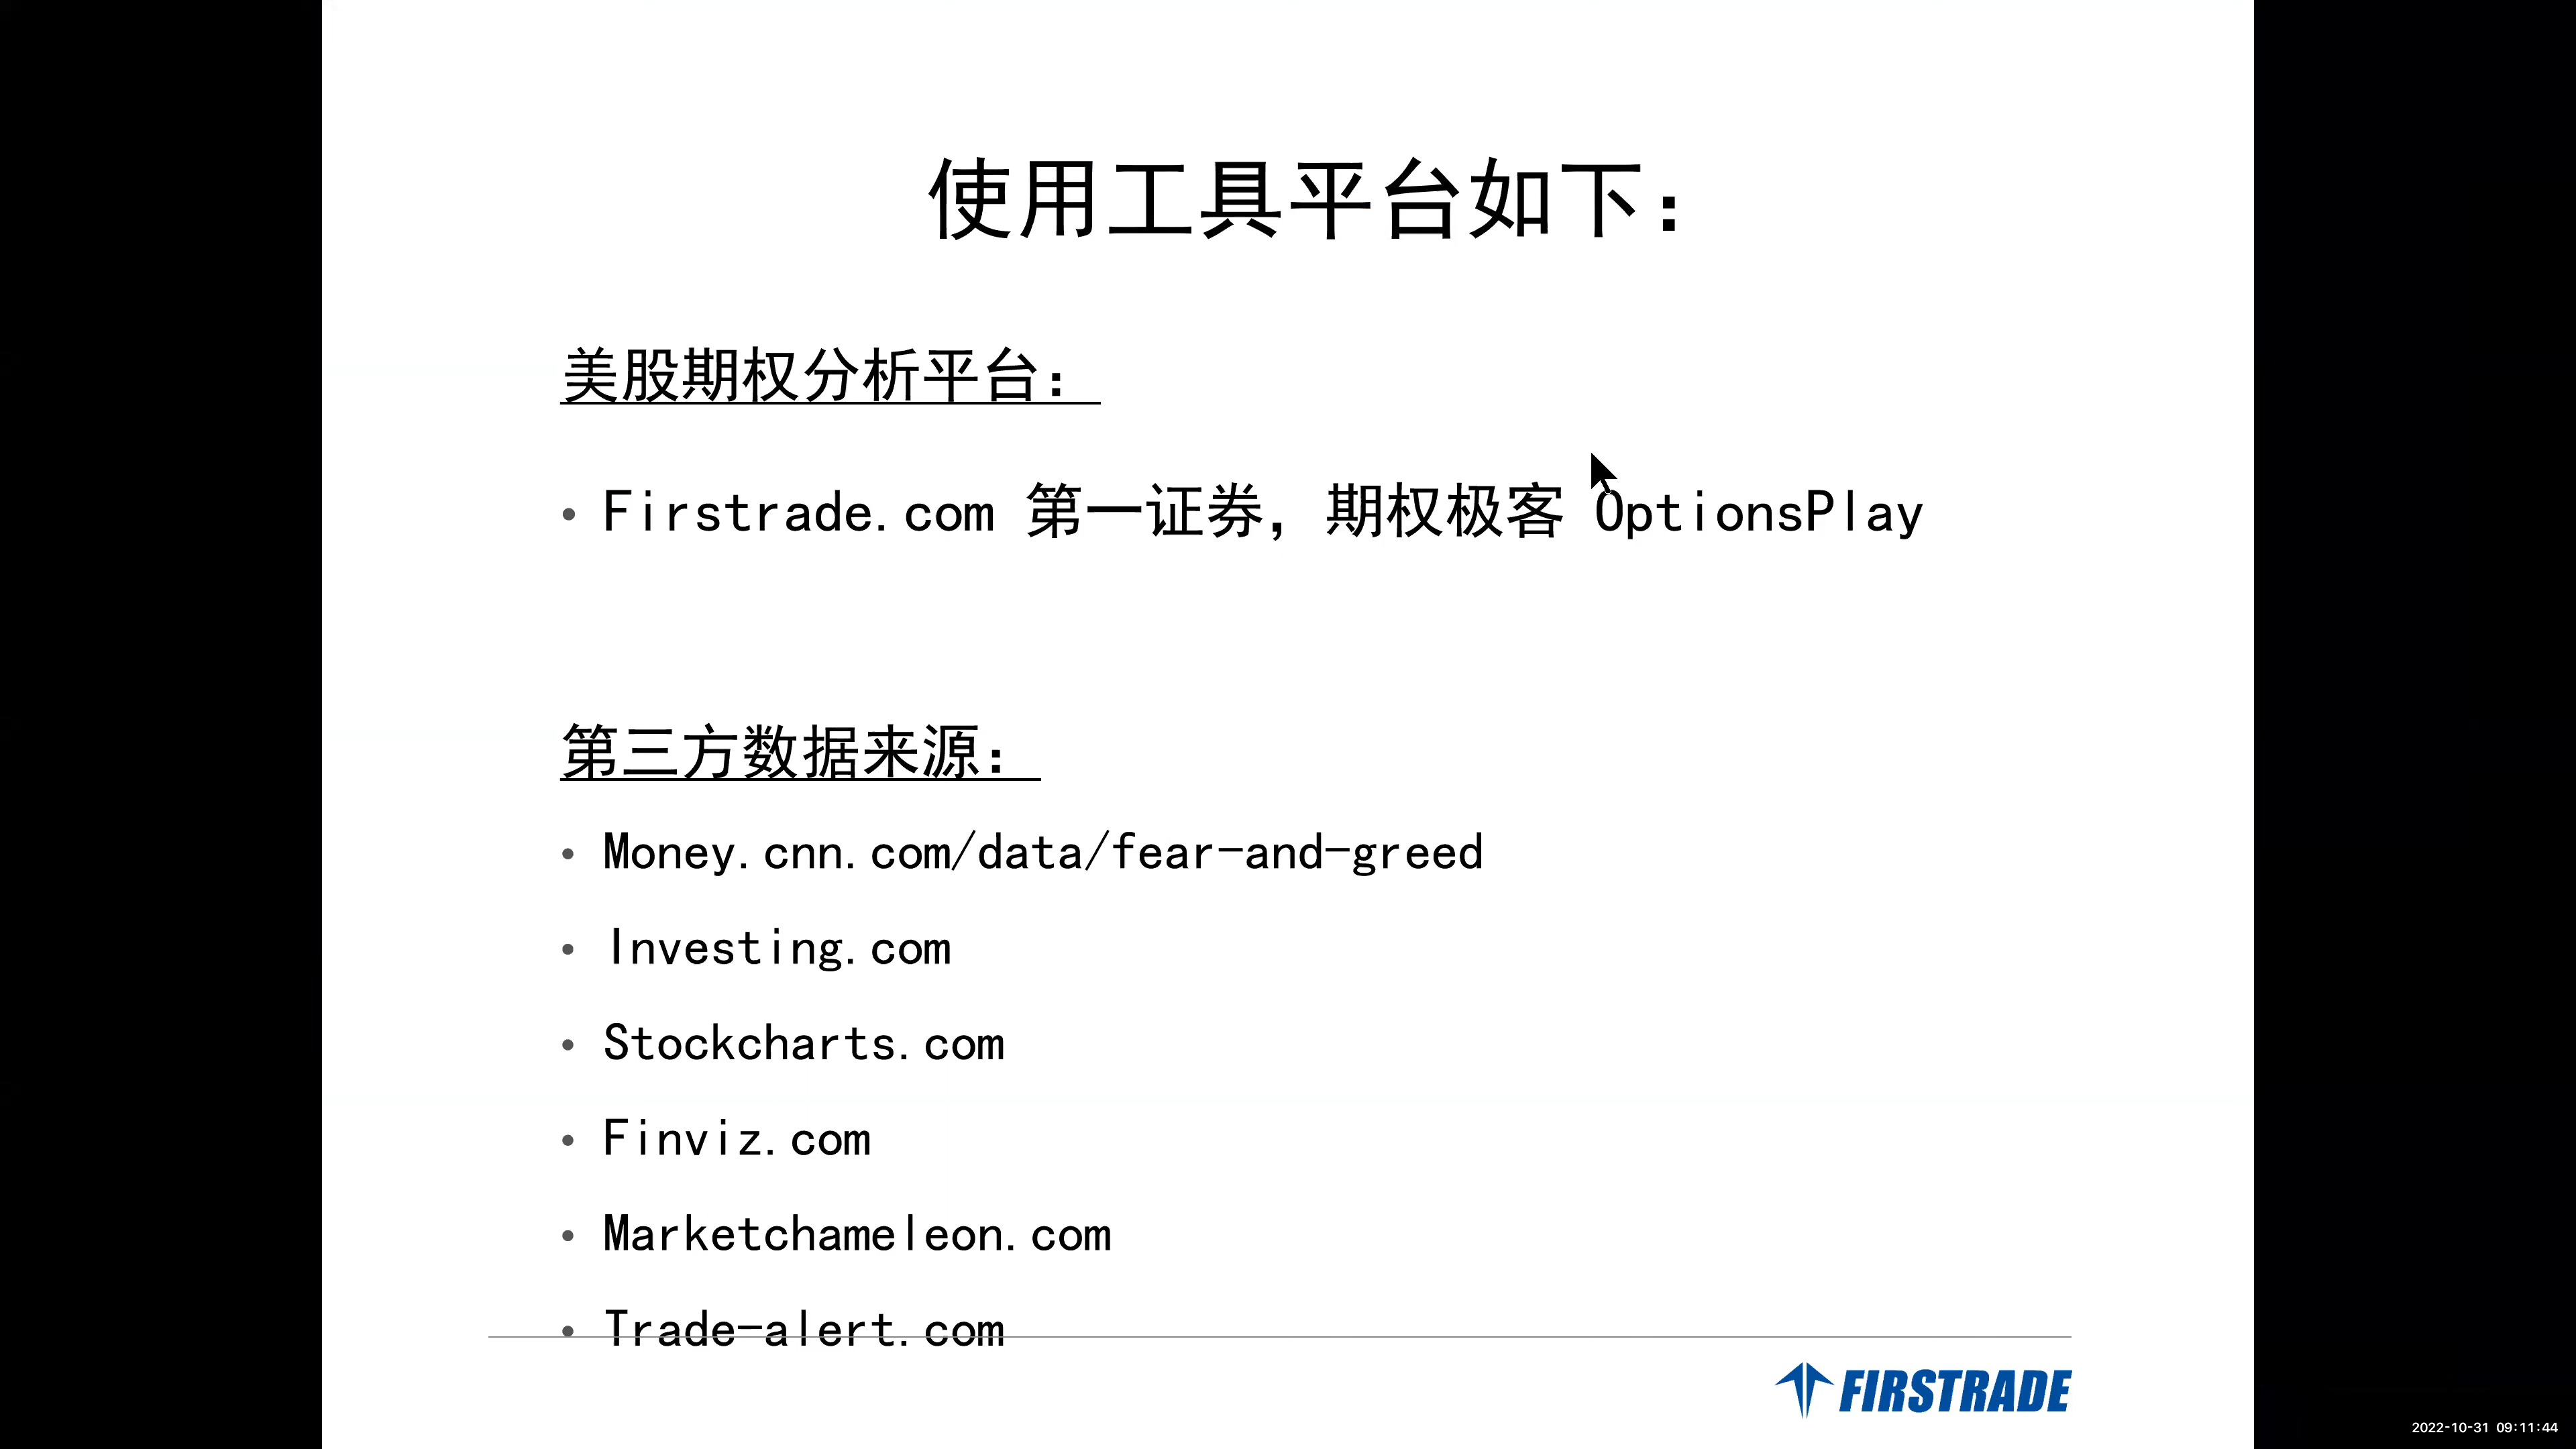 使用工具平台如下：
美股期权分析平台：
• Firstrade.com 第一证券，期权极客 OptionsPlay
第三方数据来源：
• Money.cnn.com/data/fear-and-greed
• Investing.com
• Stockcharts.com
• Finviz.com
• Marketchameleon.com
• Trade-alert.com
FIRSTRADE
2022-10-31 09:11:44